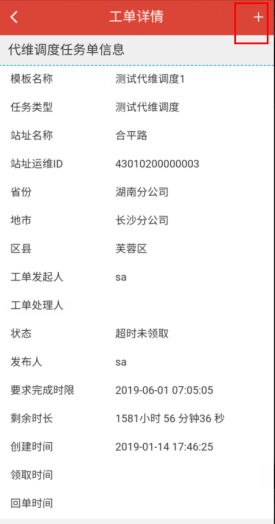 工单详情
代维调度任务单信息
模板名称 测试代维调度1
任务类型 测试代维调度
站址名称 合平路
站址运维ID 43010200000003
省份 湖南分公司
地市 长沙分公司
区县 芙蓉区
工单发起人 sa
工单处理人
状态 超时未领取
发布人 sa
要求完成时限 2019-06-01 07:05:05
剩余时长 1581小时 56 分钟36 秒
创建时间 2019-01-14 17:46:25
领取时间
回单时间